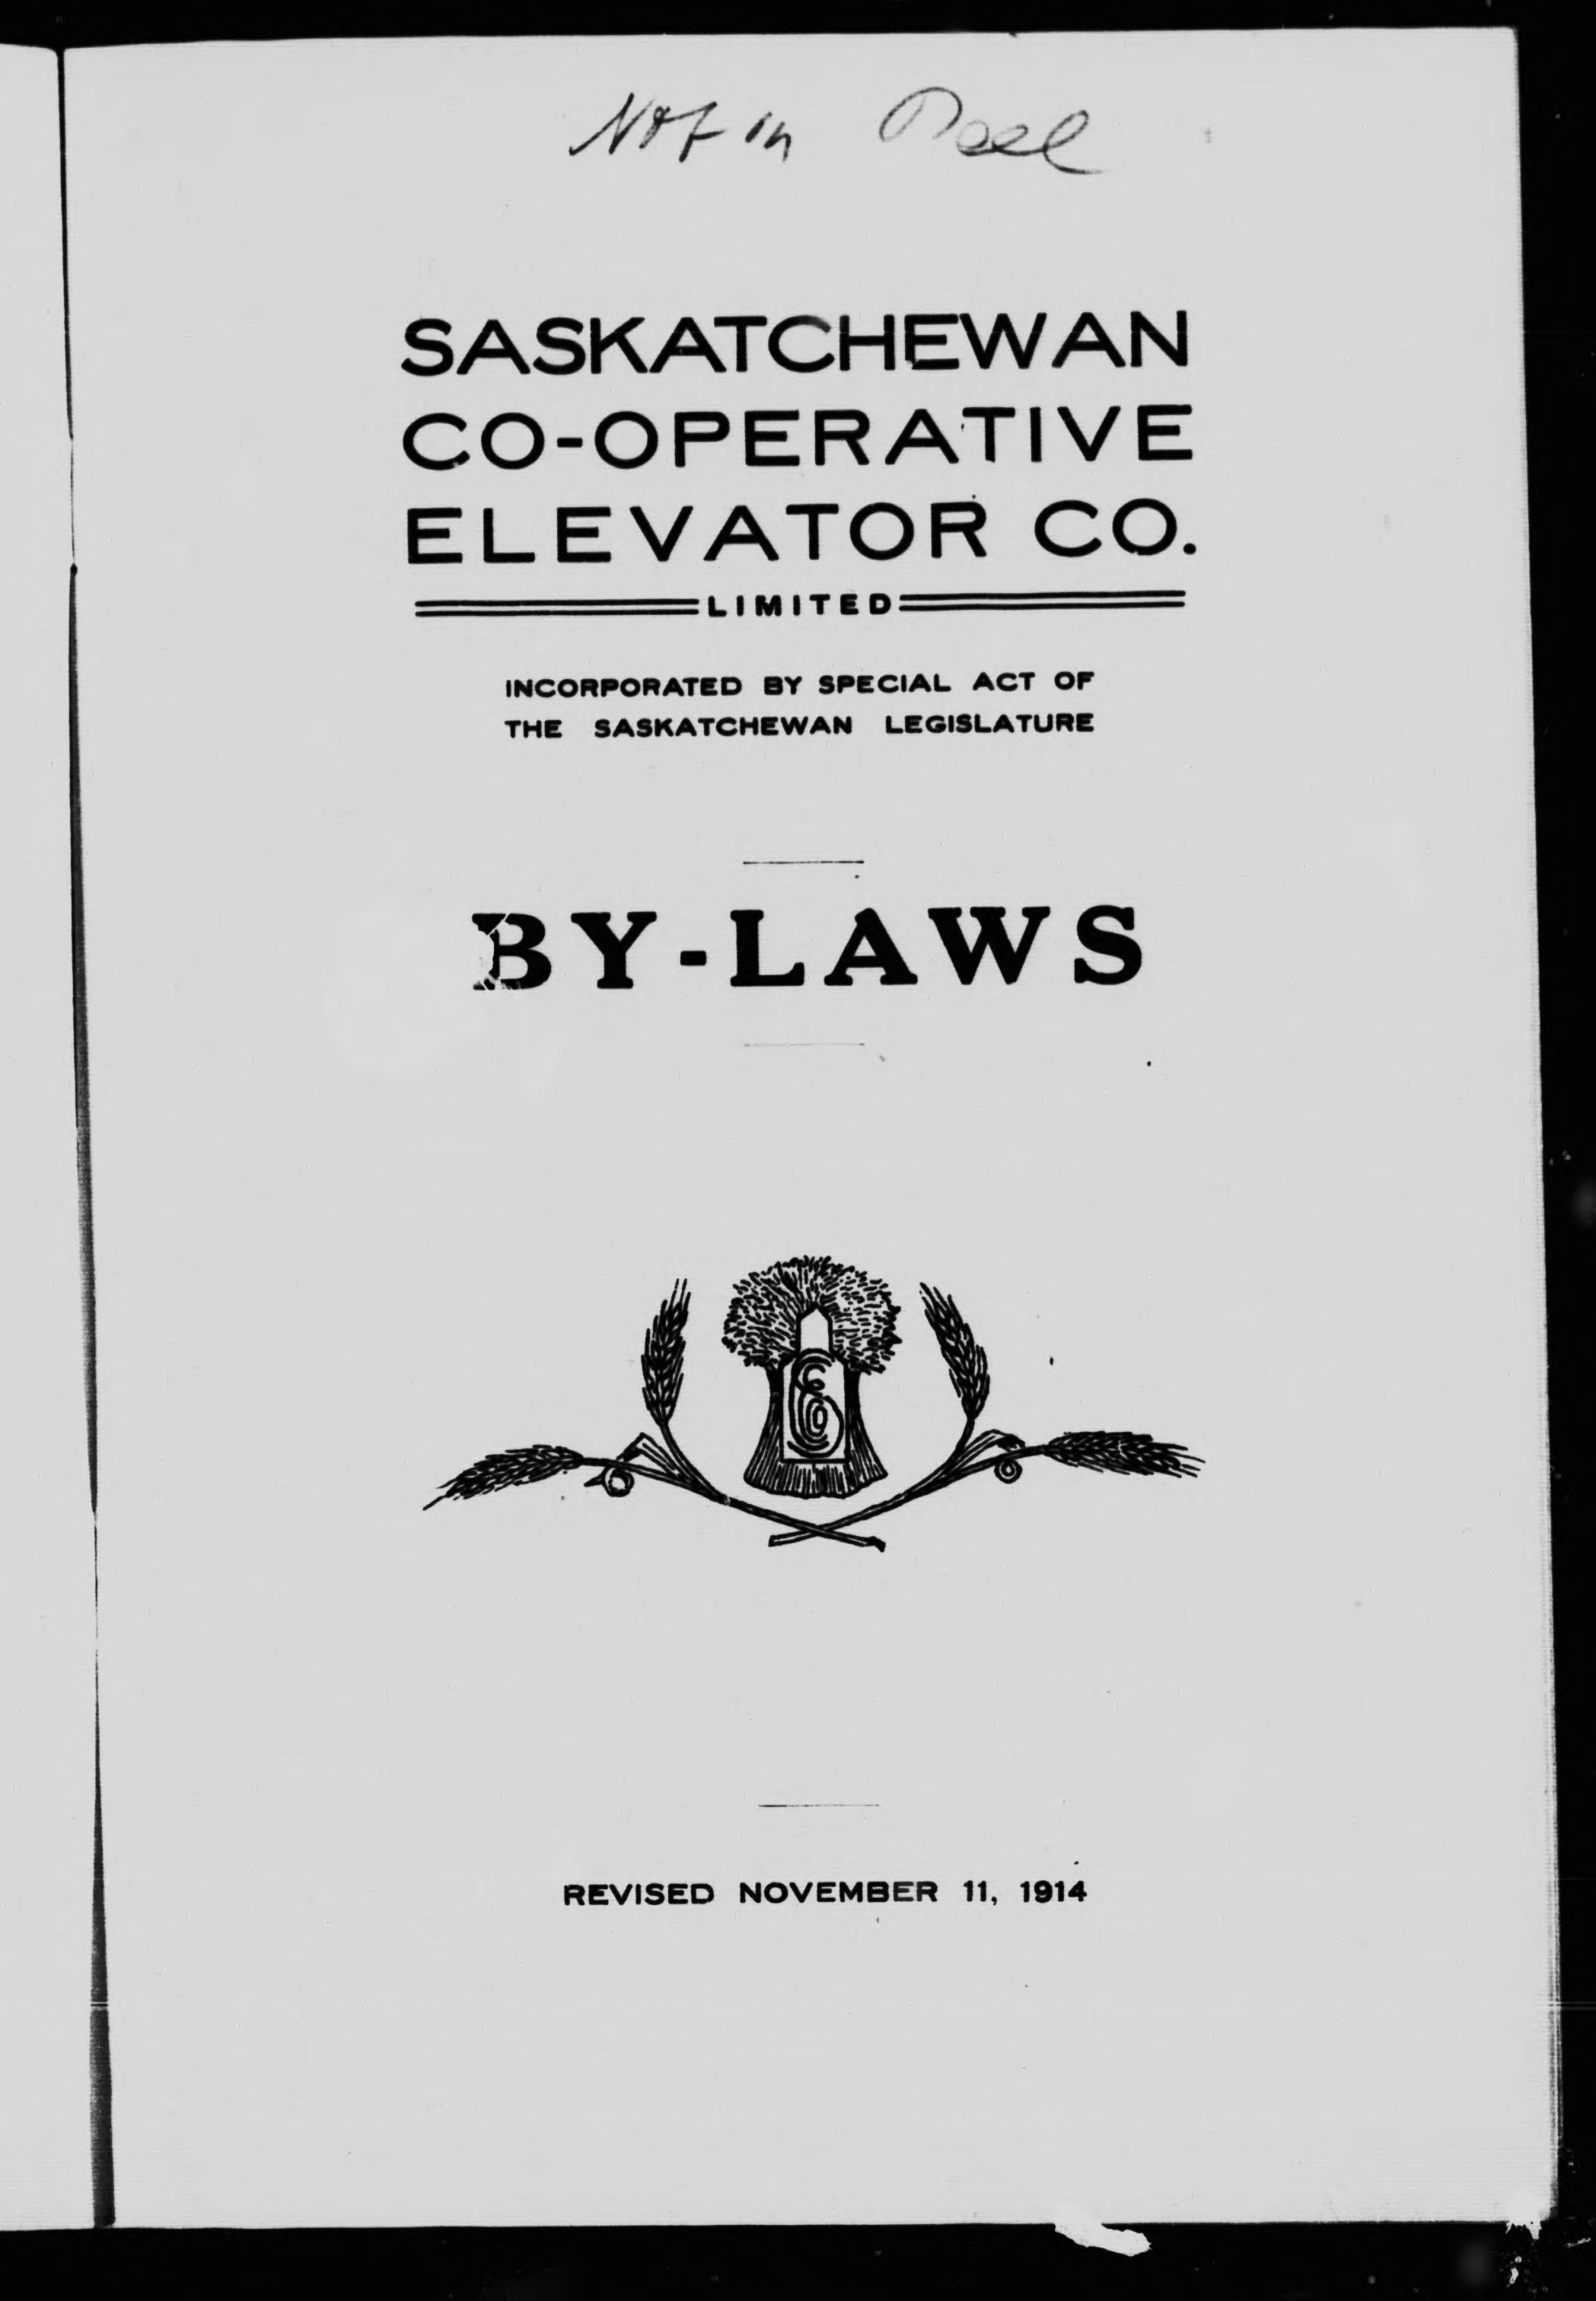 Not in Peel
SASKATCHEWAN
CO-OPERATIVE
ELEVATOR CO.
LIMITED
INCORPORATED BY SPECIAL ACT OF
THE SASKATCHEWAN LEGISLATURE
BY-LAWS
REVISED NOVEMBER 11, 1914